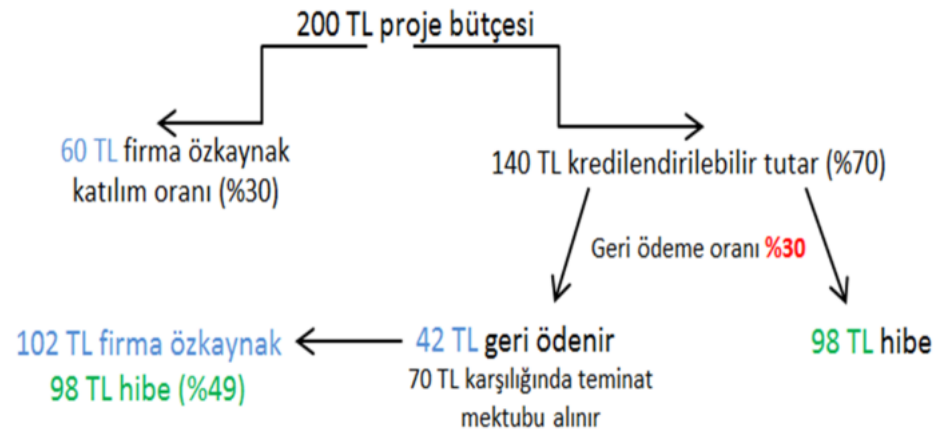 200 TL proje bütçesi
60 TL firma özkaynak
katılım oranı (%30)
140 TL kredilendirilebilir tutar (%70)
Geri ödeme oranı %30
102 TL firma özkaynak
98 TL hibe (%49)
42 TL geri ödenir
70 TL karşılığında teminat
mektubu alınır
98 TL hibe